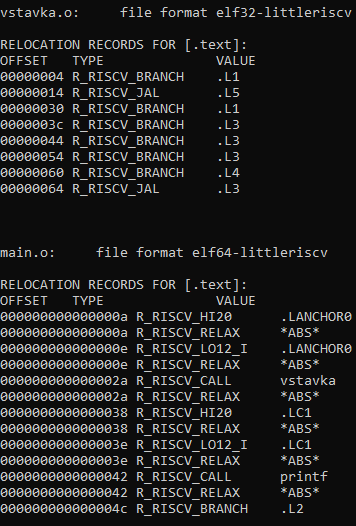 vstavka.o:     file format elf32-littleriscv
RELOCATION RECORDS FOR [.text]:
OFFSET   TYPE              VALUE
00000004 R_RISCV_BRANCH    .L1
00000014 R_RISCV_JAL       .L5
00000030 R_RISCV_BRANCH    .L1
0000003c R_RISCV_BRANCH    .L3
00000044 R_RISCV_BRANCH    .L3
00000054 R_RISCV_BRANCH    .L3
00000060 R_RISCV_BRANCH    .L4
00000064 R_RISCV_JAL       .L3
main.o:     file format elf64-littleriscv
RELOCATION RECORDS FOR [.text]:
OFFSET   TYPE              VALUE
000000000000000a R_RISCV_HI20      .LANCHOR0
000000000000000a R_RISCV_RELAX     *ABS*
000000000000000e R_RISCV_LO12_I    .LANCHOR0
000000000000000e R_RISCV_RELAX     *ABS*
000000000000002a R_RISCV_CALL      vstavka
000000000000002a R_RISCV_RELAX     *ABS*
0000000000000038 R_RISCV_HI20      .LC1
0000000000000038 R_RISCV_RELAX     *ABS*
000000000000003e R_RISCV_LO12_I    .LC1
000000000000003e R_RISCV_RELAX     *ABS*
0000000000000042 R_RISCV_CALL      printf
0000000000000042 R_RISCV_RELAX     *ABS*
000000000000004c R_RISCV_BRANCH    .L2